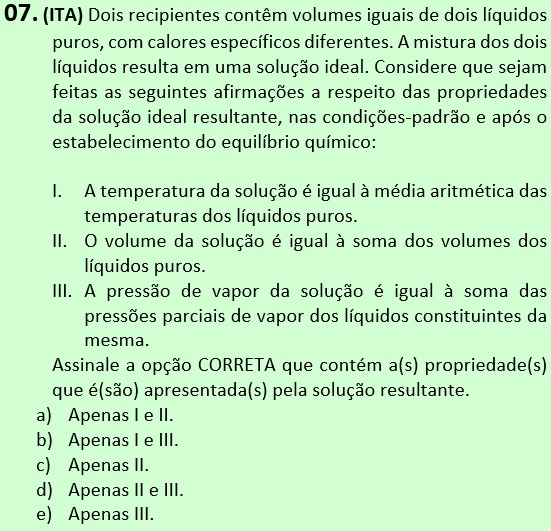 07. (ITA) Dois recipientes contêm volumes iguais de dois líquidos
puros, com calores específicos diferentes. A mistura dos dois
líquidos resulta em uma solução ideal. Considere que sejam
feitas as seguintes afirmações a respeito das propriedades
da solução ideal resultante, nas condições-padrão e após o
estabelecimento do equilíbrio químico:
I. A temperatura da solução é igual à média aritmética das
temperaturas dos líquidos puros.
II. O volume da solução é igual à soma dos volumes dos
líquidos puros.
III. A pressão de vapor da solução é igual à soma das
pressões parciais de vapor dos líquidos constituintes da
mesma.
Assinale a opção CORRETA que contém a(s) propriedade(s)
que é(são) apresentada(s) pela solução resultante.
a) Apenas I e II.
b) Apenas I e III.
c) Apenas II.
d) Apenas II e III.
e) Apenas III.